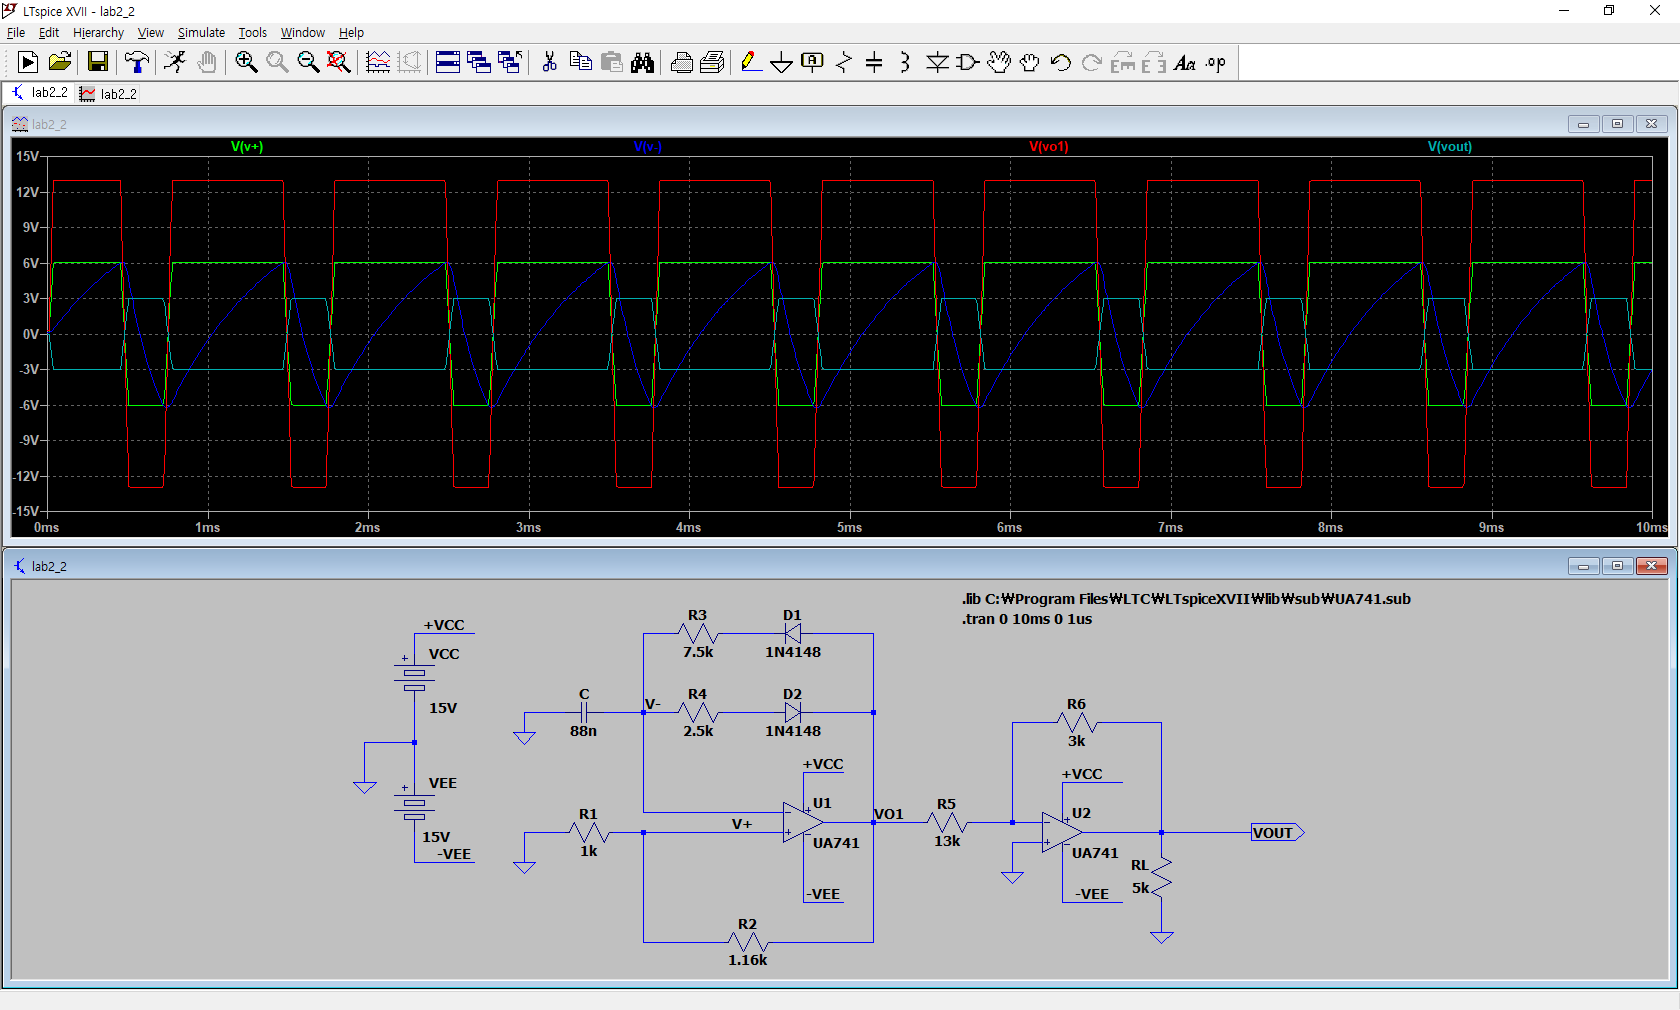 LTspice XVII - lab2_2
File Edit Hierarchy View Simulate Tools Window Help
lab2_2 lab2_2
lab2_2
V(v+) V(v-) V(vo1) V(vout)
15V
12V
9V
6V
3V
0V
-3V
-6V
-9V
-12V
-15V
0ms 1ms 2ms 3ms 4ms 5ms 6ms 7ms 8ms 9ms 10ms
lab2_2
.lib C:₩Program Files₩LTC₩LTspiceXVII₩lib₩sub₩UA741.sub
.tran 0 10ms 0 1us
+VCC
VCC
15V
VEE
15V
-VEE
R3
7.5k
D1
1N4148
C
88n
V-
R4
2.5k
D2
1N4148
+VCC
U1
UA741
-VEE
R1
1k
V+
VO1
R2
1.16k
R5
13k
R6
3k
+VCC
U2
UA741
-VEE
RL
5k
VOUT